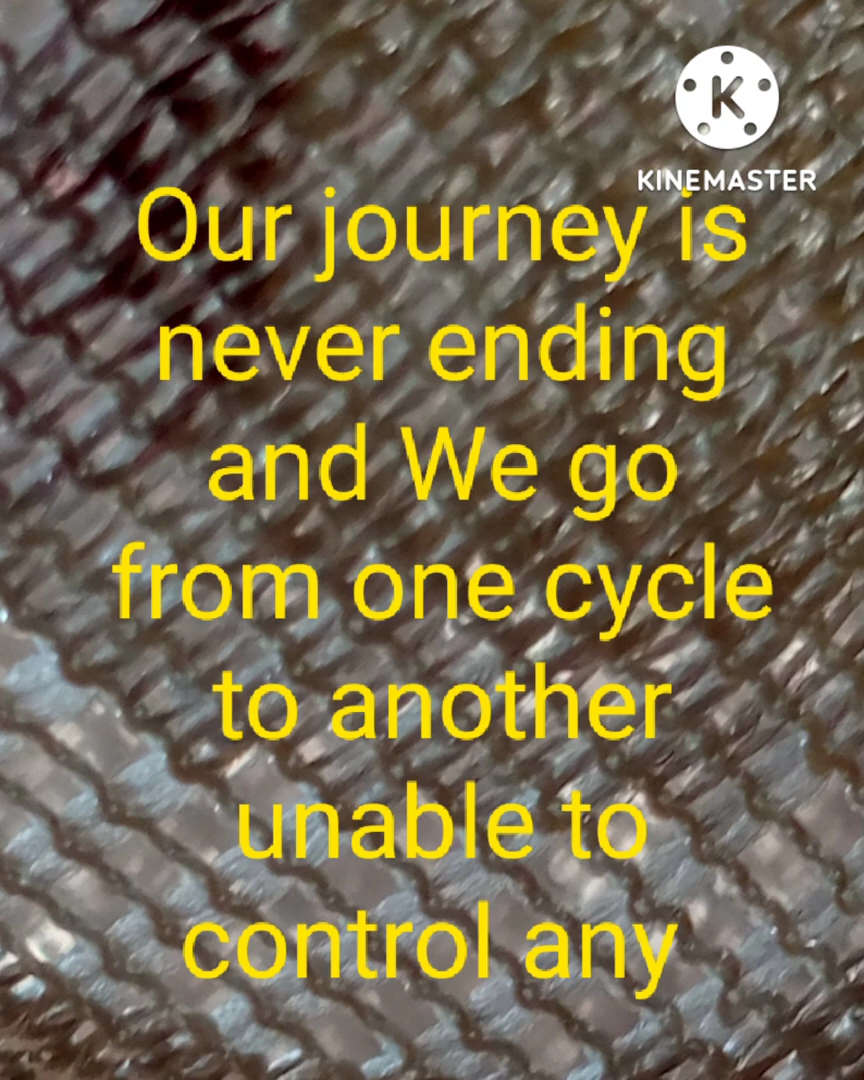 KINEMASTER
Our journey is
never ending
and We go
from one cycle
to another
unable to
control any